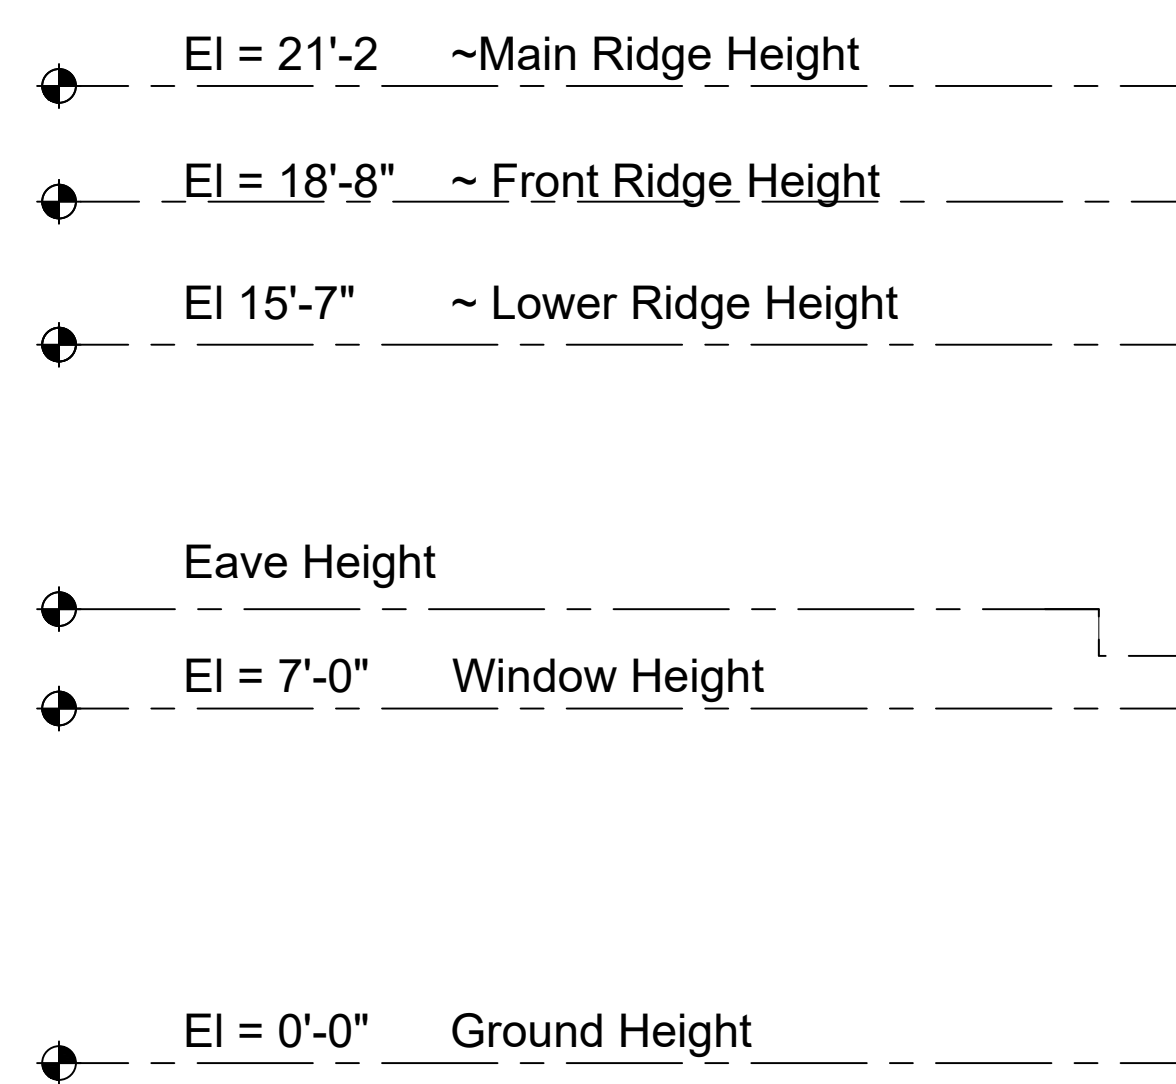 El = 21'-2 ~Main Ridge Height
El = 18'-8" ~ Front Ridge Height
El 15'-7" ~ Lower Ridge Height
Eave Height
El = 7'-0" Window Height
El = 0'-0" Ground Height